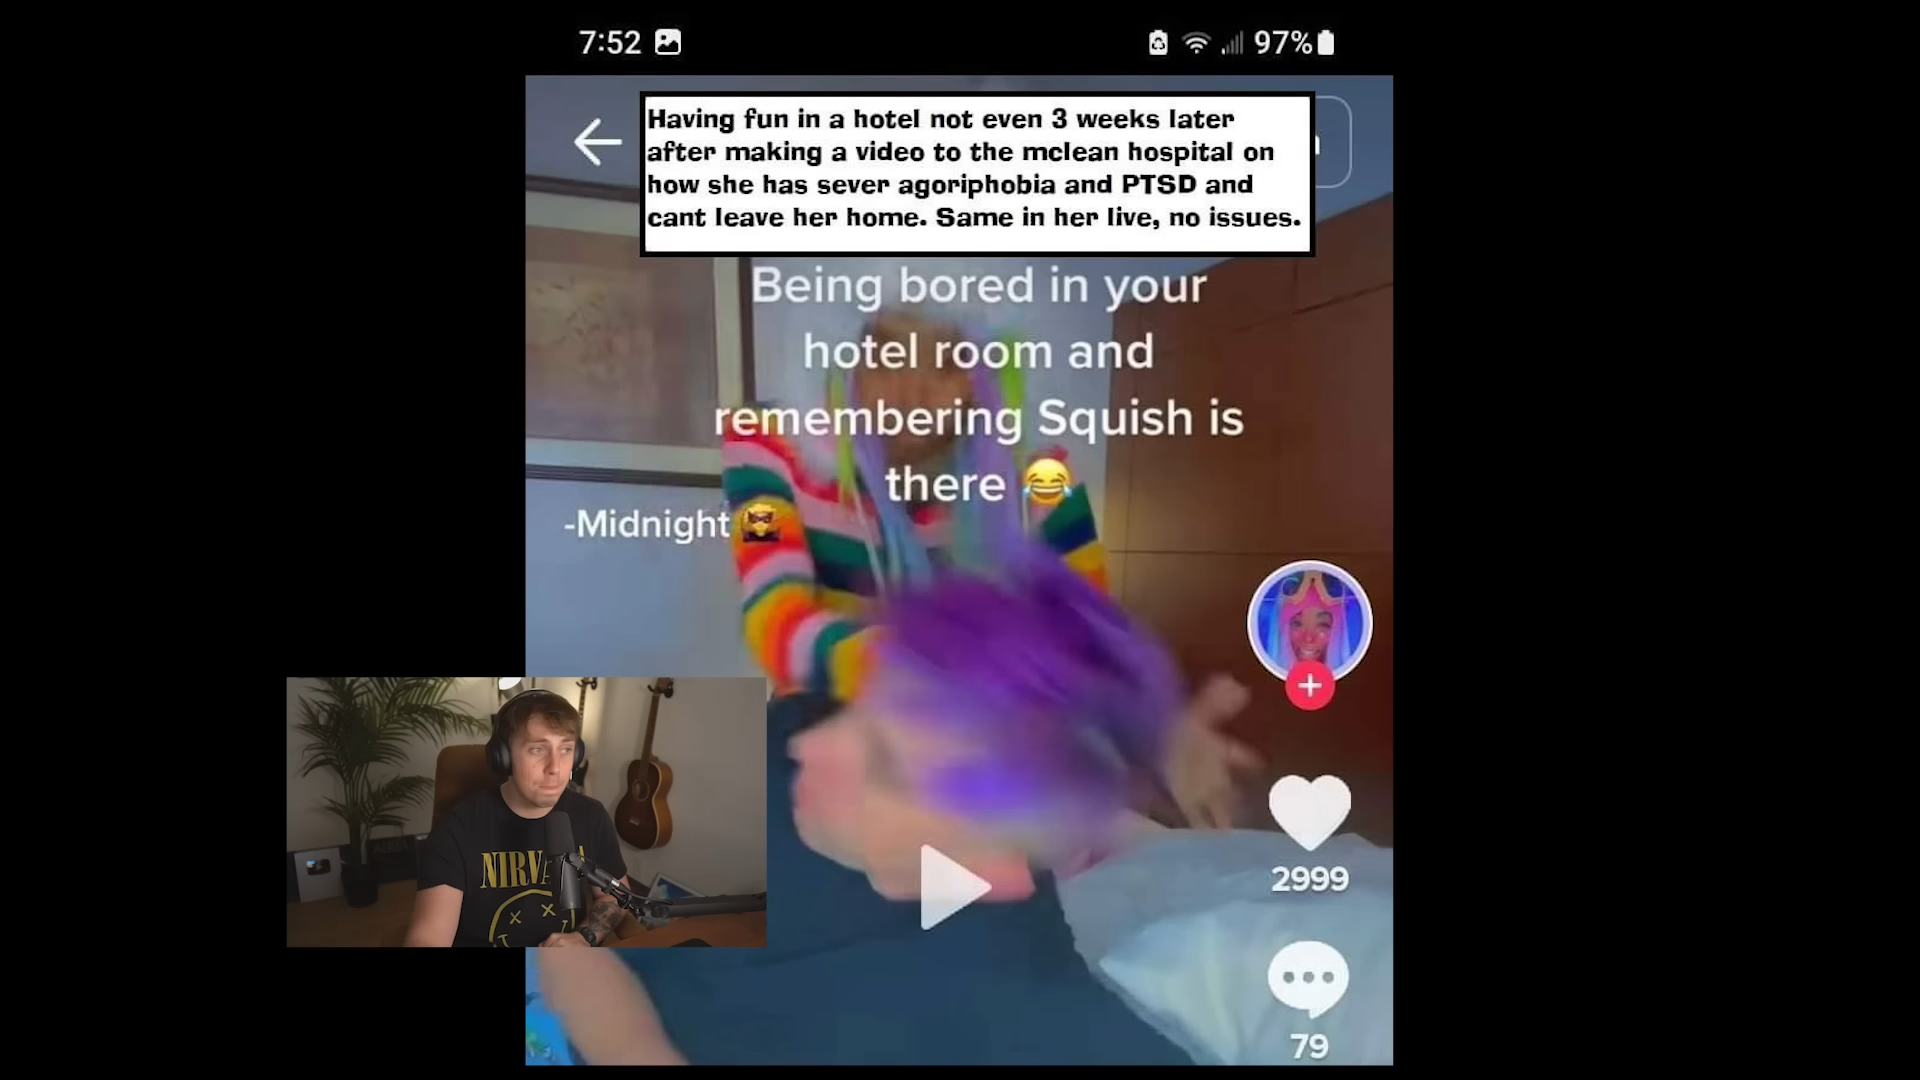 7:52
97%
Having fun in a hotel not even 3 weeks later
after making a video to the mclean hospital on
how she has sever agoriphobia and PTSD and
cant leave her home. Same in her live, no issues.
Being bored in your
hotel room and
remembering Squish is
there 😂
-Midnight
2999
79